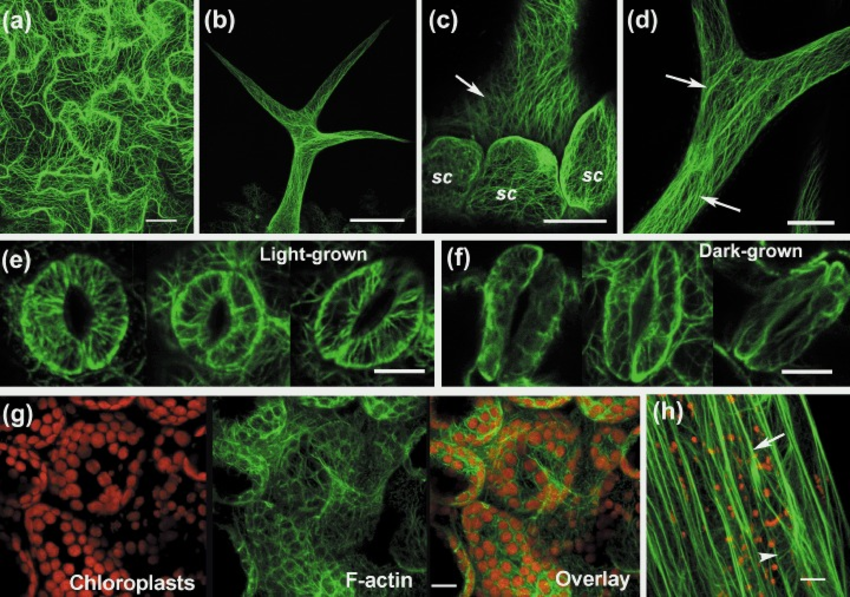 (a)
(b)
(c)
(d)
sc
sc
sc
(e)
Light-grown
(f)
Dark-grown
(g)
Chloroplasts
F-actin
Overlay
(h)